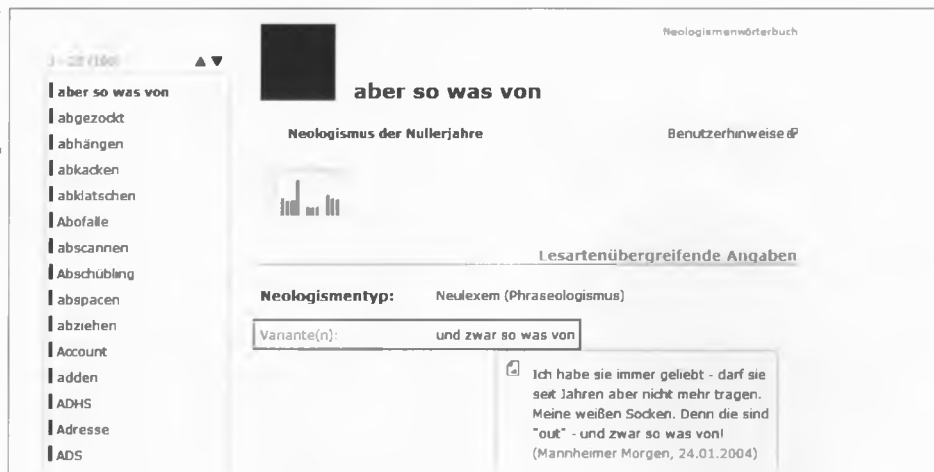 Neologismenwörterbuch
aber so was von
aber so was von
abgezockt
abhängen
abkacken
abklatschen
Abofalle
abscannen
Abschübling
abspacen
abziehen
Account
adden
ADHS
Adresse
ADS
Neologismus der Nullerjahre
Benutzerhinweise
Lesartenübergreifende Angaben
Neologismentyp: Neulexem (Phraseologismus)
Variante(n): und zwar so was von
Ich habe sie immer geliebt - darf sie
seit Jahren aber nicht mehr tragen.
Meine weißen Socken. Denn die sind
"out" - und zwar so was von!
(Mannheimer Morgen, 24.01.2004)